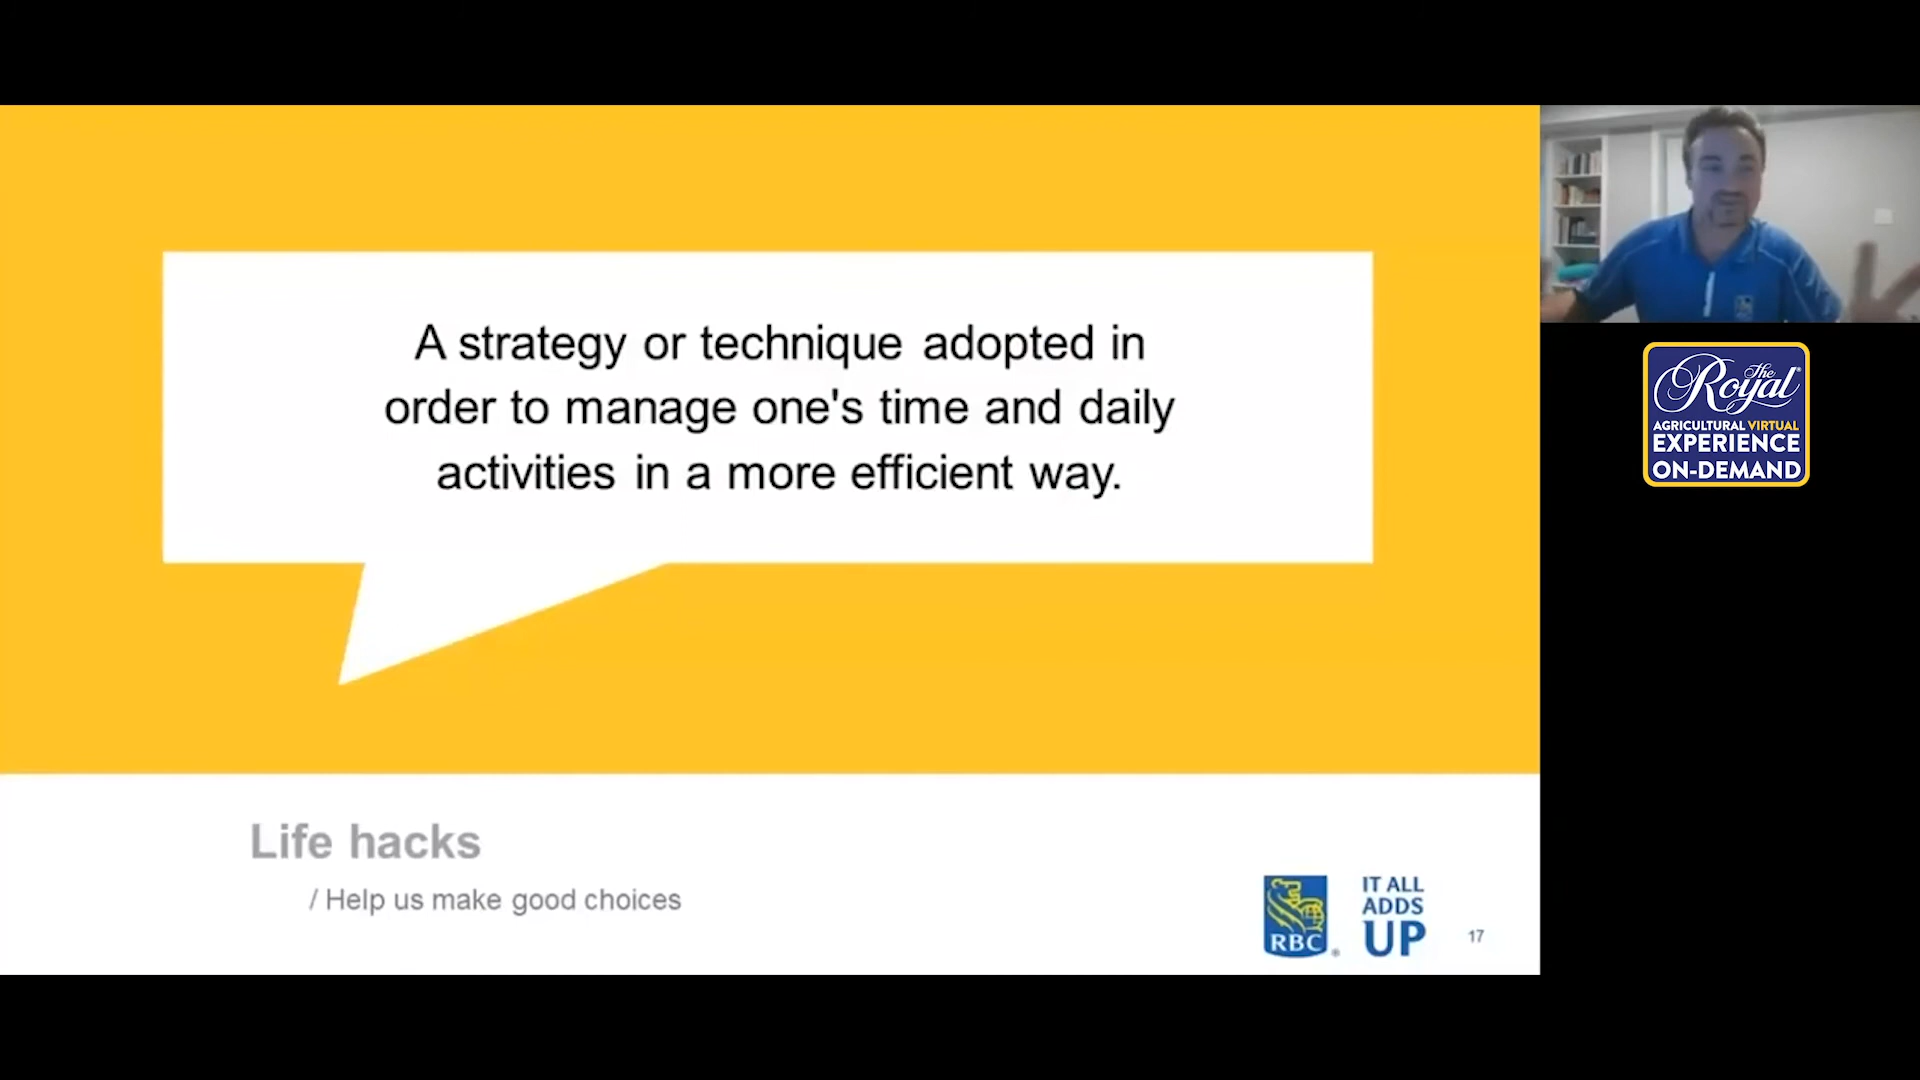 A strategy or technique adopted in
order to manage one's time and daily
activities in a more efficient way.
Life hacks
/ Help us make good choices
RBC ®
IT ALL
ADDS
UP
17
The
Royal
AGRICULTURAL VIRTUAL
EXPERIENCE
ON-DEMAND